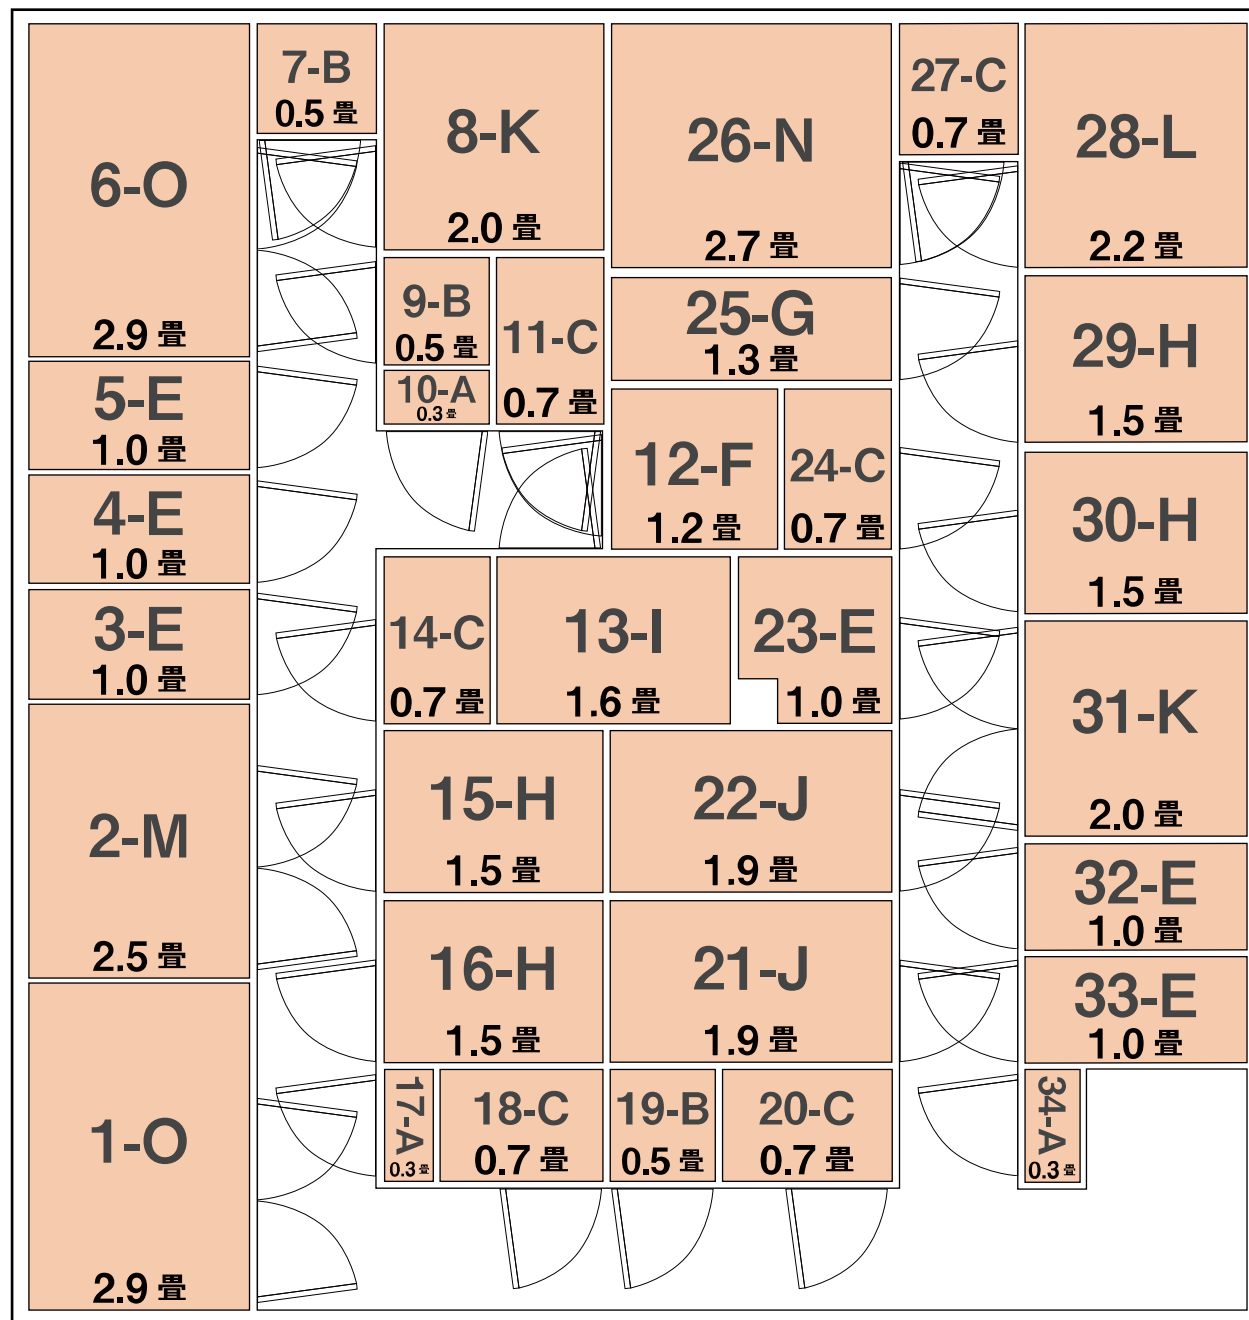 6-O
2.9 畳
5-E
1.0 畳
4-E
1.0 畳
3-E
1.0 畳
2-M
2.5 畳
1-O
2.9 畳
7-B
0.5 畳
8-K
2.0 畳
9-B
0.5 畳
10-A
0.3 畳
11-C
0.7 畳
26-N
2.7 畳
25-G
1.3 畳
12-F
1.2 畳
24-C
0.7 畳
14-C
0.7 畳
13-I
1.6 畳
23-E
1.0 畳
15-H
1.5 畳
22-J
1.9 畳
16-H
1.5 畳
21-J
1.9 畳
17-A
0.3 畳
18-C
0.7 畳
19-B
0.5 畳
20-C
0.7 畳
27-C
0.7 畳
28-L
2.2 畳
29-H
1.5 畳
30-H
1.5 畳
31-K
2.0 畳
32-E
1.0 畳
33-E
1.0 畳
34-A
0.3 畳